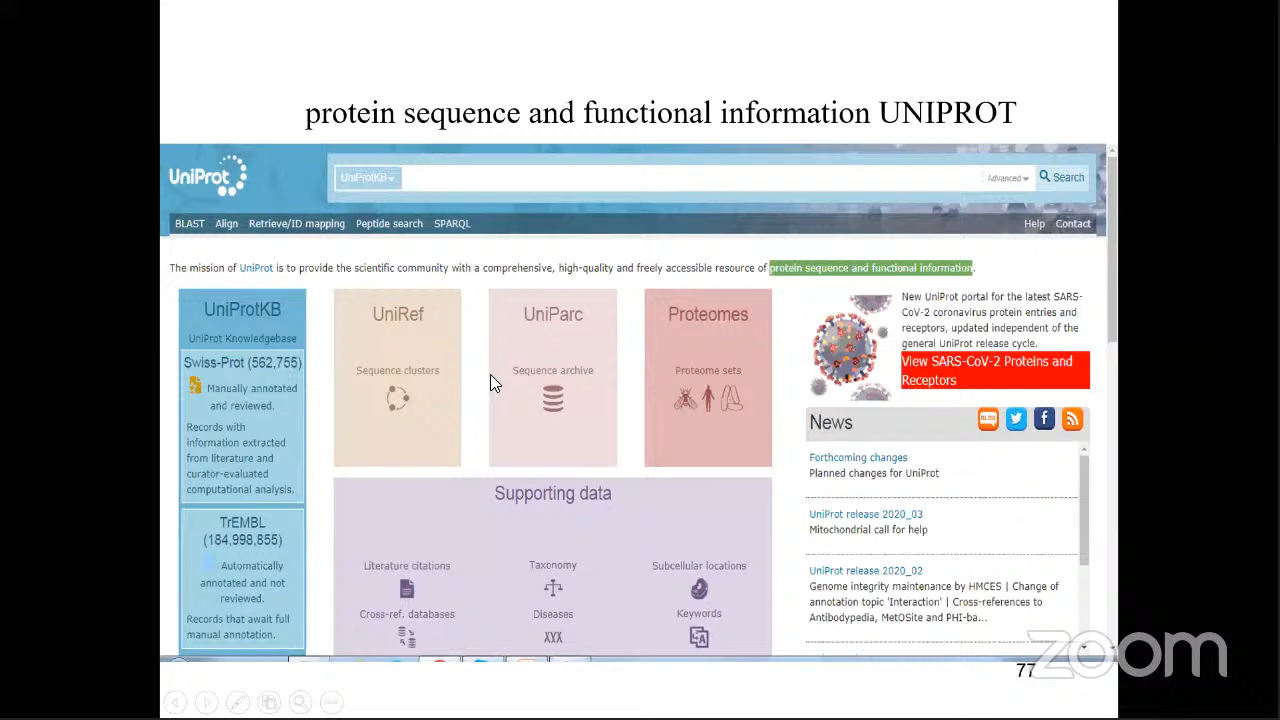 protein sequence and functional information UNIPROT
UniProt
UniProtKB
Advanced
Search
BLAST Align Retrieve/ID mapping Peptide search SPARQL
Help Contact
The mission of UniProt is to provide the scientific community with a comprehensive, high-quality and freely accessible resource of protein sequence and functional information.
UniProtKB
UniProt Knowledgebase
Swiss-Prot (562,755)
Manually annotated
and reviewed.
Records with
information extracted
from literature and
curator-evaluated
computational analysis.
TrEMBL
(184,998,855)
Automatically
annotated and not
reviewed.
Records that await full
manual annotation.
UniRef
Sequence clusters
UniParc
Sequence archive
Proteomes
Proteome sets
Supporting data
Literature citations
Taxonomy
Subcellular locations
Cross-ref. databases
Diseases
Keywords
New UniProt portal for the latest SARS-
CoV-2 coronavirus protein entries and
receptors, updated independent of the
general UniProt release cycle.
View SARS-CoV-2 Proteins and
Receptors
News
BLOG
Forthcoming changes
Planned changes for UniProt
UniProt release 2020_03
Mitochondrial call for help
UniProt release 2020_02
Genome integrity maintenance by HMCES | Change of
annotation topic 'Interaction' | Cross-references to
Antibodypedia, MetOSite and PHI-ba...
77
zoom